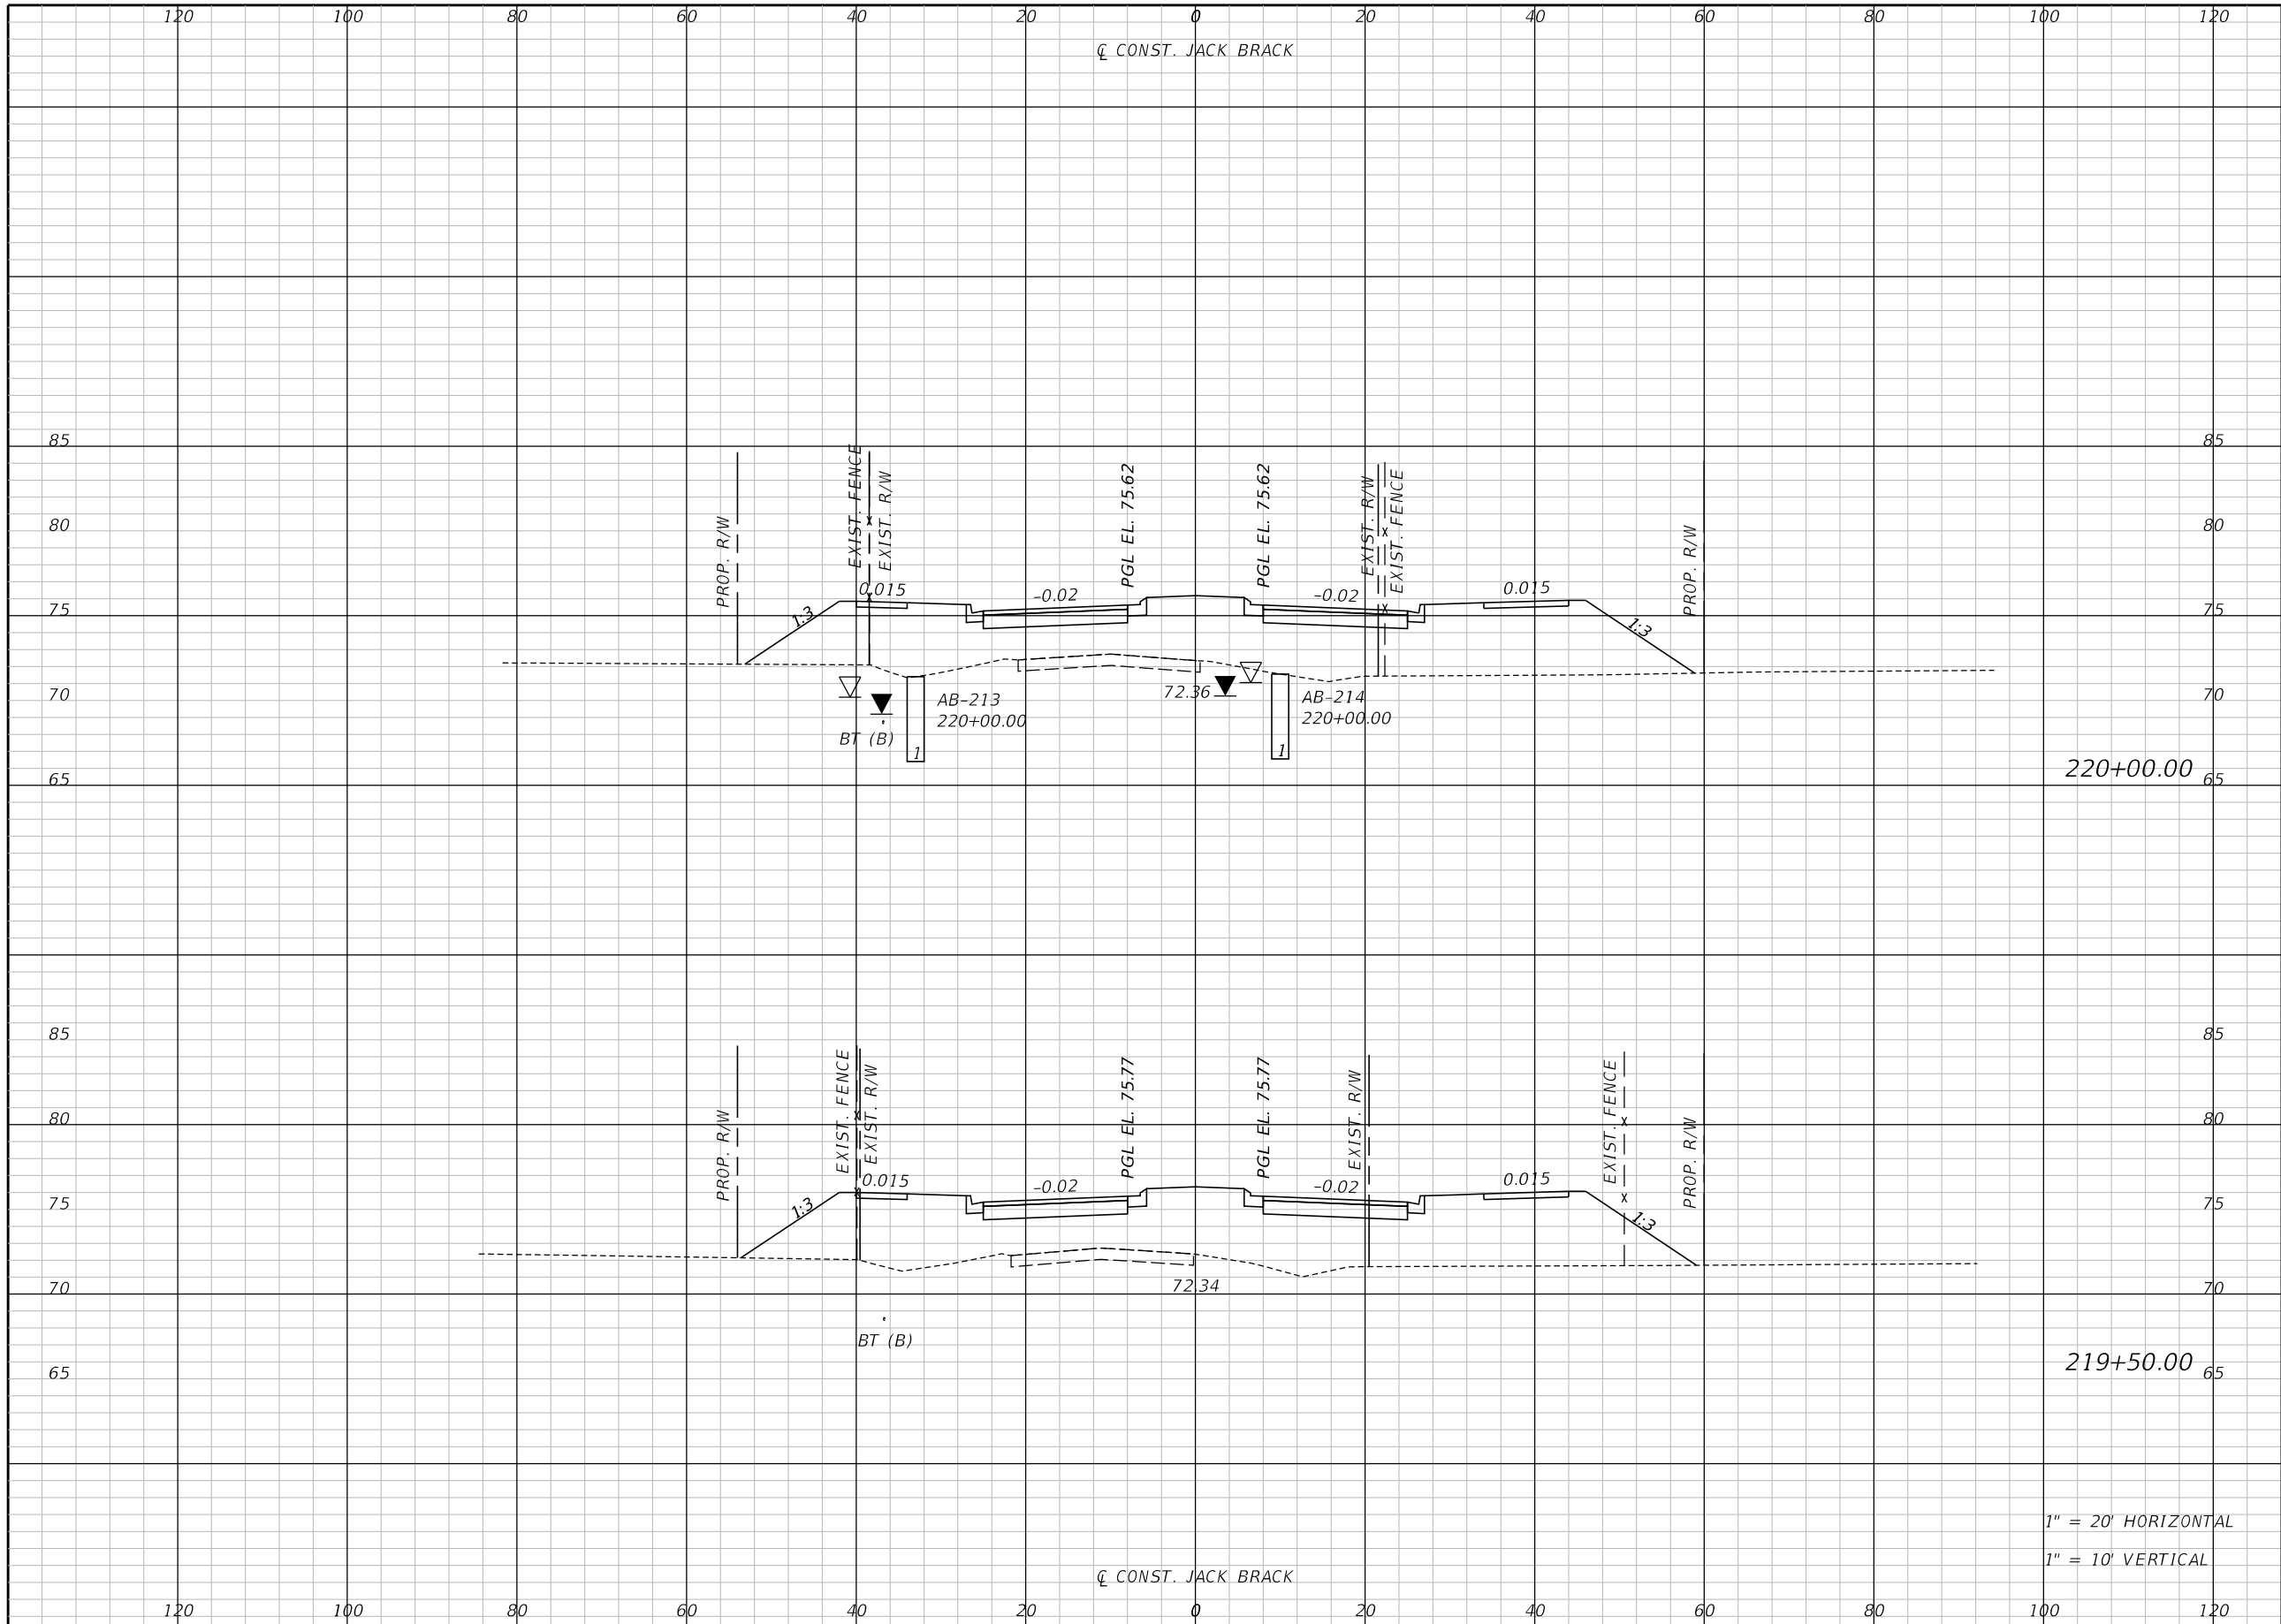 120 100 80 60 40 20 0 20 40 60 80 100 120
℄ CONST. JACK BRACK
85 85
EXIST. FENCE
EXIST. R/W
PGL EL. 75.62
PGL EL. 75.62
EXIST. R/W
EXIST. FENCE
PROP. R/W
PROP. R/W
80 80
75 75
1:3
0.015
-0.02
-0.02
0.015
1:3
70 70
72.36
AB-213
220+00.00
AB-214
220+00.00
BT (B)
1
1
220+00.00
65 65
85 85
EXIST. FENCE
EXIST. R/W
PGL EL. 75.77
PGL EL. 75.77
EXIST. R/W
EXIST. FENCE
PROP. R/W
PROP. R/W
80 80
75 75
1:3
0.015
-0.02
-0.02
0.015
1:3
70 70
72.34
BT (B)
219+50.00
65 65
1" = 20' HORIZONTAL
1" = 10' VERTICAL
℄ CONST. JACK BRACK
120 100 80 60 40 20 0 20 40 60 80 100 120